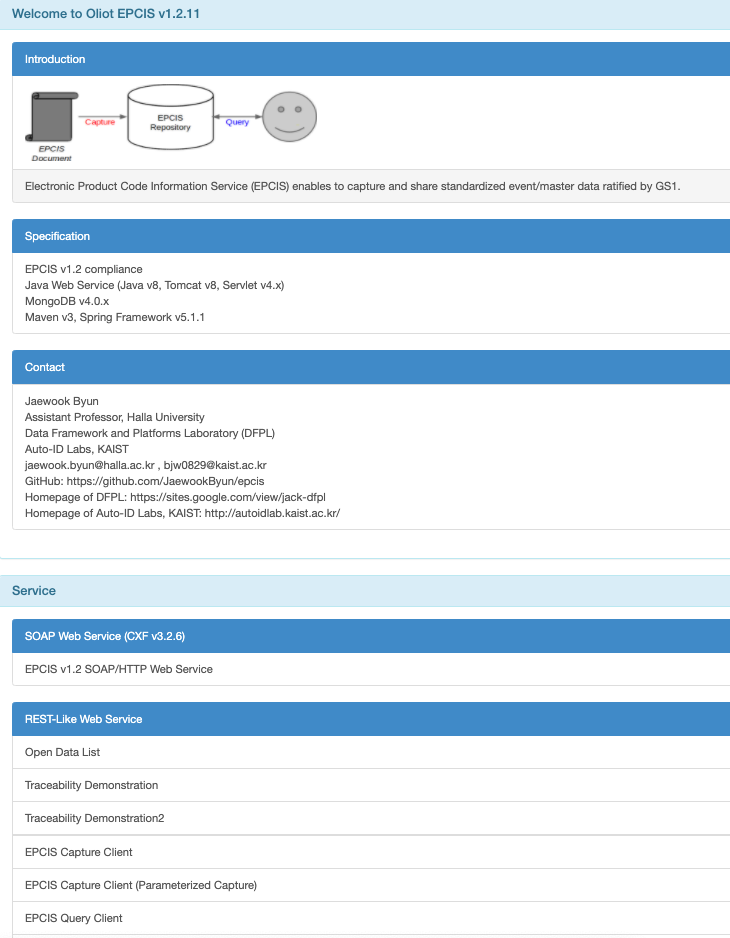 Welcome to Oliot EPCIS v1.2.11
Introduction
Capture
EPCIS
Repository
Query
EPCIS
Document
Electronic Product Code Information Service (EPCIS) enables to capture and share standardized event/master data ratified by GS1.
Specification
EPCIS v1.2 compliance
Java Web Service (Java v8, Tomcat v8, Servlet v4.x)
MongoDB v4.0.x
Maven v3, Spring Framework v5.1.1
Contact
Jaewook Byun
Assistant Professor, Halla University
Data Framework and Platforms Laboratory (DFPL)
Auto-ID Labs, KAIST
jaewook.byun@halla.ac.kr , bjw0829@kaist.ac.kr
GitHub: https://github.com/JaewookByun/epcis
Homepage of DFPL: https://sites.google.com/view/jack-dfpl
Homepage of Auto-ID Labs, KAIST: http://autoidlab.kaist.ac.kr/
Service
SOAP Web Service (CXF v3.2.6)
EPCIS v1.2 SOAP/HTTP Web Service
REST-Like Web Service
Open Data List
Traceability Demonstration
Traceability Demonstration2
EPCIS Capture Client
EPCIS Capture Client (Parameterized Capture)
EPCIS Query Client